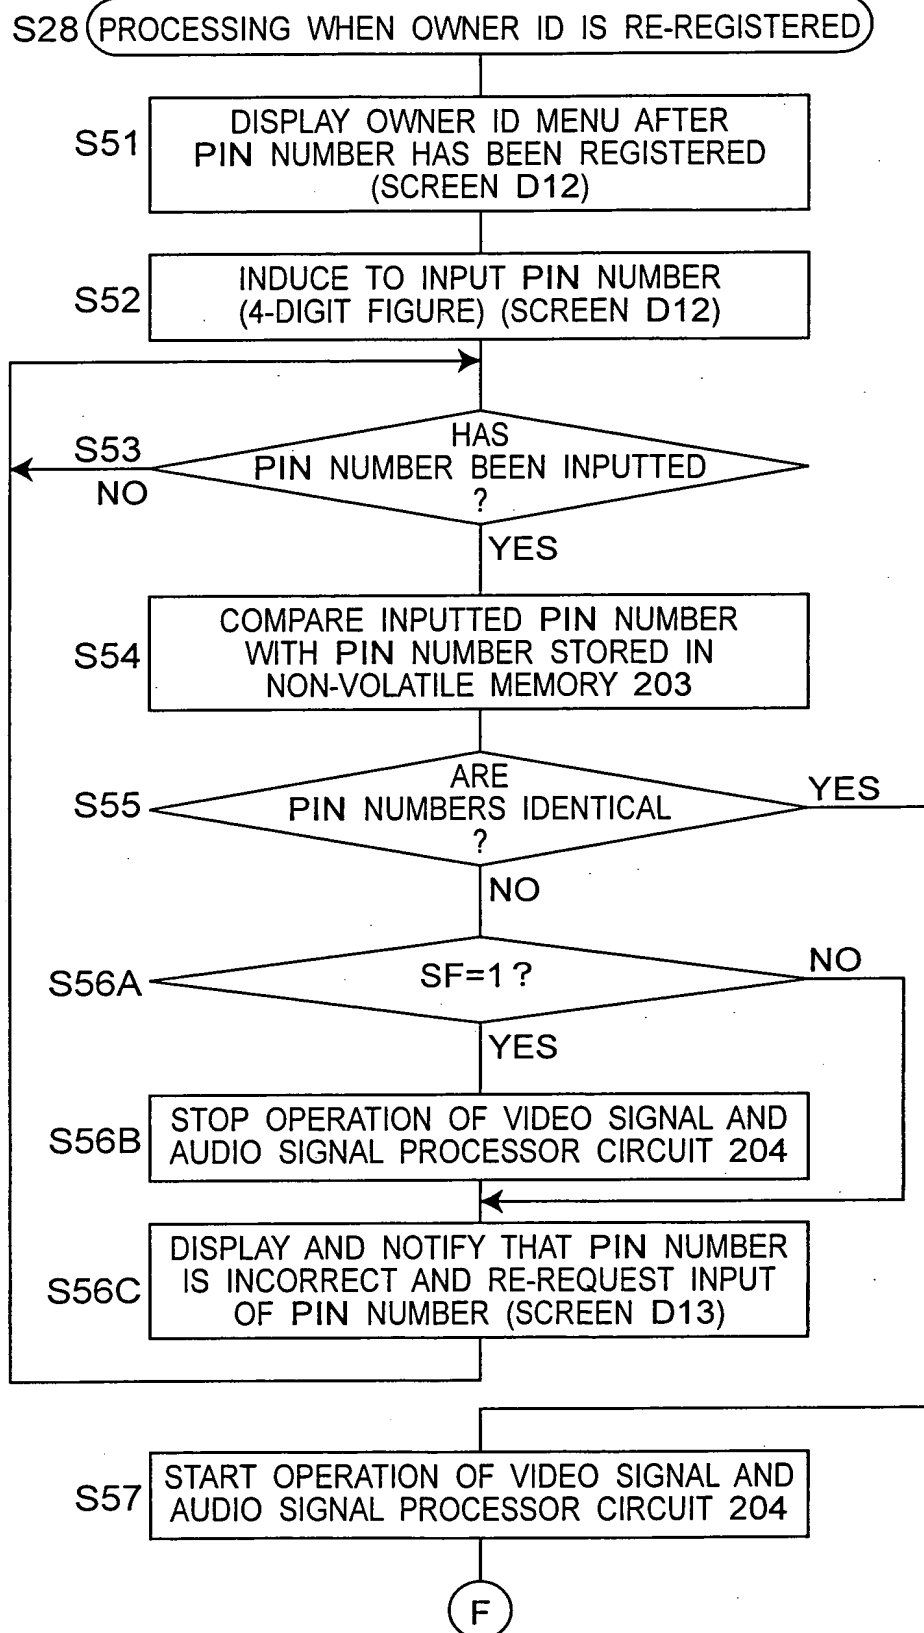 S28 PROCESSING WHEN OWNER ID IS RE-REGISTERED
S51
DISPLAY OWNER ID MENU AFTER
PIN NUMBER HAS BEEN REGISTERED
(SCREEN D12)
S52
INDUCE TO INPUT PIN NUMBER
(4-DIGIT FIGURE) (SCREEN D12)
S53
HAS
PIN NUMBER BEEN INPUTTED
?
NO
YES
S54
COMPARE INPUTTED PIN NUMBER
WITH PIN NUMBER STORED IN
NON-VOLATILE MEMORY 203
S55
ARE
PIN NUMBERS IDENTICAL
?
YES
NO
S56A
SF=1 ?
NO
YES
S56B
STOP OPERATION OF VIDEO SIGNAL AND
AUDIO SIGNAL PROCESSOR CIRCUIT 204
S56C
DISPLAY AND NOTIFY THAT PIN NUMBER
IS INCORRECT AND RE-REQUEST INPUT
OF PIN NUMBER (SCREEN D13)
S57
START OPERATION OF VIDEO SIGNAL AND
AUDIO SIGNAL PROCESSOR CIRCUIT 204
F